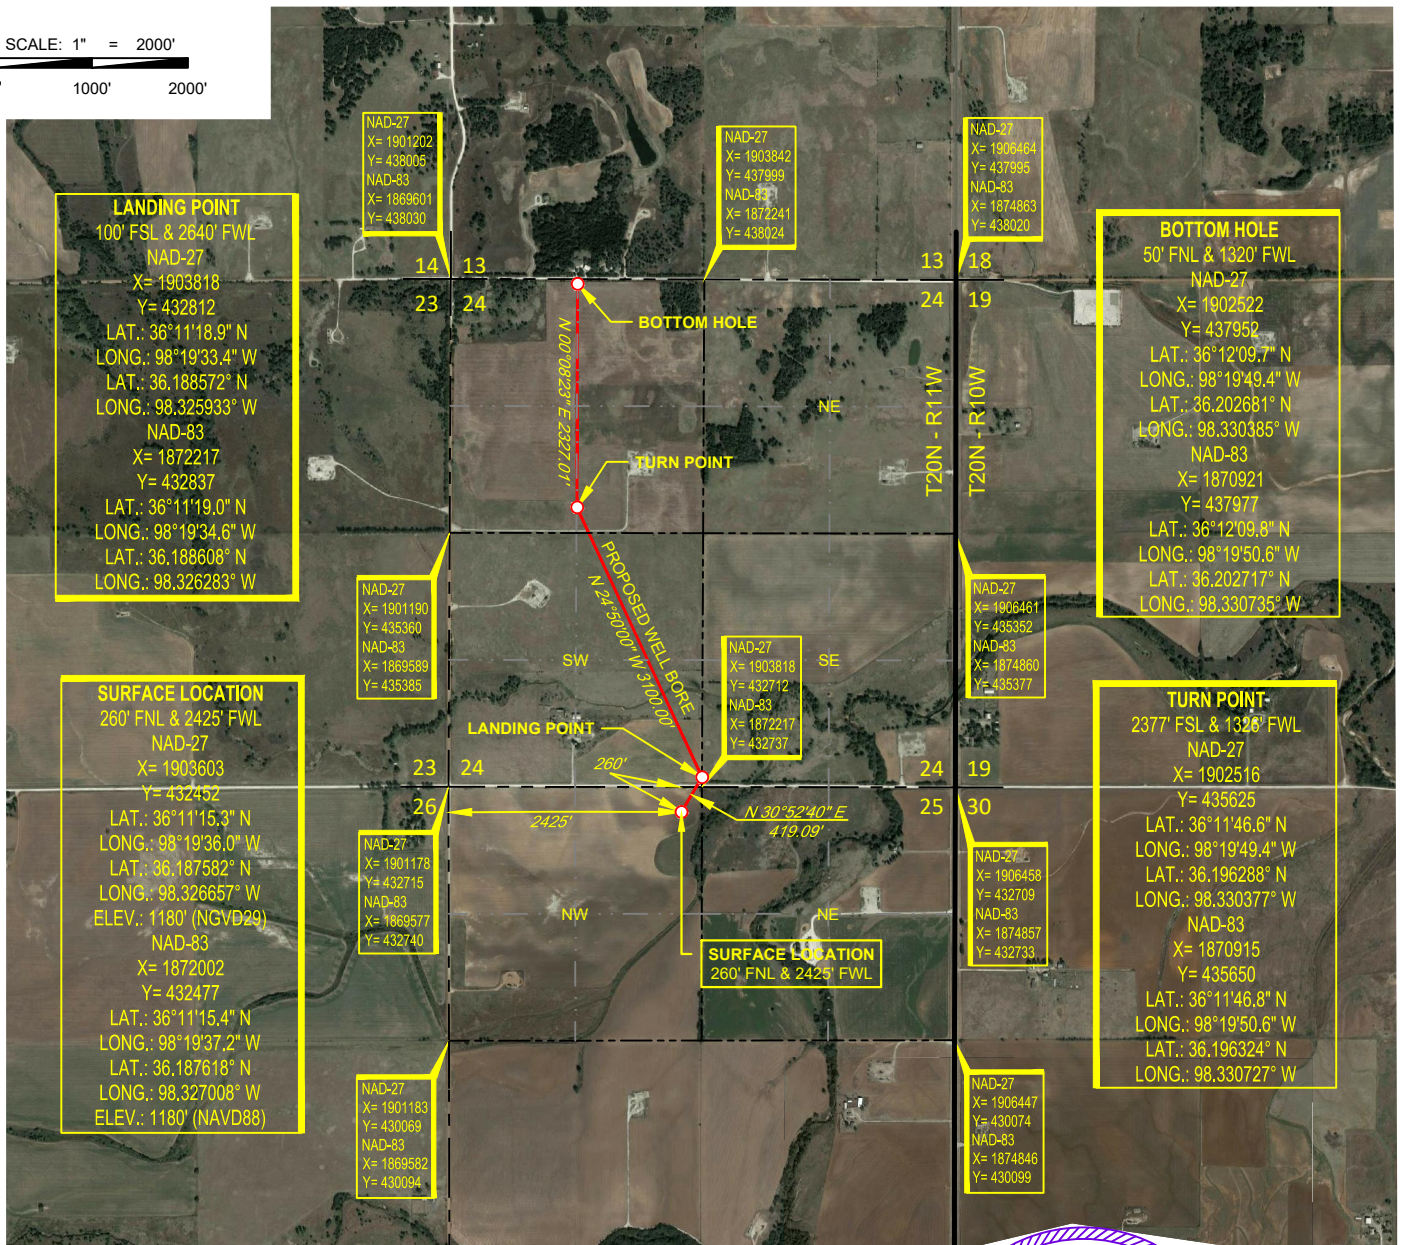 SCALE: 1" = 2000'
1000' 2000'
NAD-27
X= 1901202
Y= 438005
NAD-83
X= 1869601
Y= 438030
NAD-27
X= 1903842
Y= 437999
NAD-83
X= 1872241
Y= 438024
NAD-27
X= 1906464
Y= 437995
NAD-83
X= 1874863
Y= 438020
LANDING POINT
100' FSL & 2640' FWL
NAD-27
X= 1903818
Y= 432812
LAT.: 36°11'18.9" N
LONG.: 98°19'33.4" W
LAT.: 36.188572° N
LONG.: 98.325933° W
NAD-83
X= 1872217
Y= 432837
LAT.: 36°11'19.0" N
LONG.: 98°19'34.6" W
LAT.: 36.188608° N
LONG.: 98.326283° W
BOTTOM HOLE
50' FNL & 1320' FWL
NAD-27
X= 1902522
Y= 437952
LAT.: 36°12'09.7" N
LONG.: 98°19'49.4" W
LAT.: 36.202681° N
LONG.: 98.330385° W
NAD-83
X= 1870921
Y= 437977
LAT.: 36°12'09.8" N
LONG.: 98°19'50.6" W
LAT.: 36.202717° N
LONG.: 98.330735° W
14 13
23 24
13 18
24 19
BOTTOM HOLE
N 00°08'23" E 2327.01'
NE
T20N - R11W
T20N - R10W
TURN POINT
PROPOSED WELL BORE
N 24°50'00" W 3100.00'
NAD-27
X= 1901190
Y= 435360
NAD-83
X= 1869589
Y= 435385
NAD-27
X= 1906461
Y= 435352
NAD-83
X= 1874860
Y= 435377
SW
SE
NAD-27
X= 1903818
Y= 432712
NAD-83
X= 1872217
Y= 432737
SURFACE LOCATION
260' FNL & 2425' FWL
NAD-27
X= 1903603
Y= 432452
LAT.: 36°11'15.3" N
LONG.: 98°19'36.0" W
LAT.: 36.187582° N
LONG.: 98.326657° W
ELEV.: 1180' (NGVD29)
NAD-83
X= 1872002
Y= 432477
LAT.: 36°11'15.4" N
LONG.: 98°19'37.2" W
LAT.: 36.187618° N
LONG.: 98.327008° W
ELEV.: 1180' (NAVD88)
TURN POINT
2377' FSL & 1326' FWL
NAD-27
X= 1902516
Y= 435625
LAT.: 36°11'46.6" N
LONG.: 98°19'49.4" W
LAT.: 36.196288° N
LONG.: 98.330377° W
NAD-83
X= 1870915
Y= 435650
LAT.: 36°11'46.8" N
LONG.: 98°19'50.6" W
LAT.: 36.196324° N
LONG.: 98.330727° W
LANDING POINT
260'
23 24
26
24 19
25 30
2425'
N 30°52'40" E
419.09'
NAD-27
X= 1901178
Y= 432715
NAD-83
X= 1869577
Y= 432740
NAD-27
X= 1906458
Y= 432709
NAD-83
X= 1874857
Y= 432733
NW
NE
SURFACE LOCATION
260' FNL & 2425' FWL
NAD-27
X= 1901183
Y= 430069
NAD-83
X= 1869582
Y= 430094
NAD-27
X= 1906447
Y= 430074
NAD-83
X= 1874846
Y= 430099